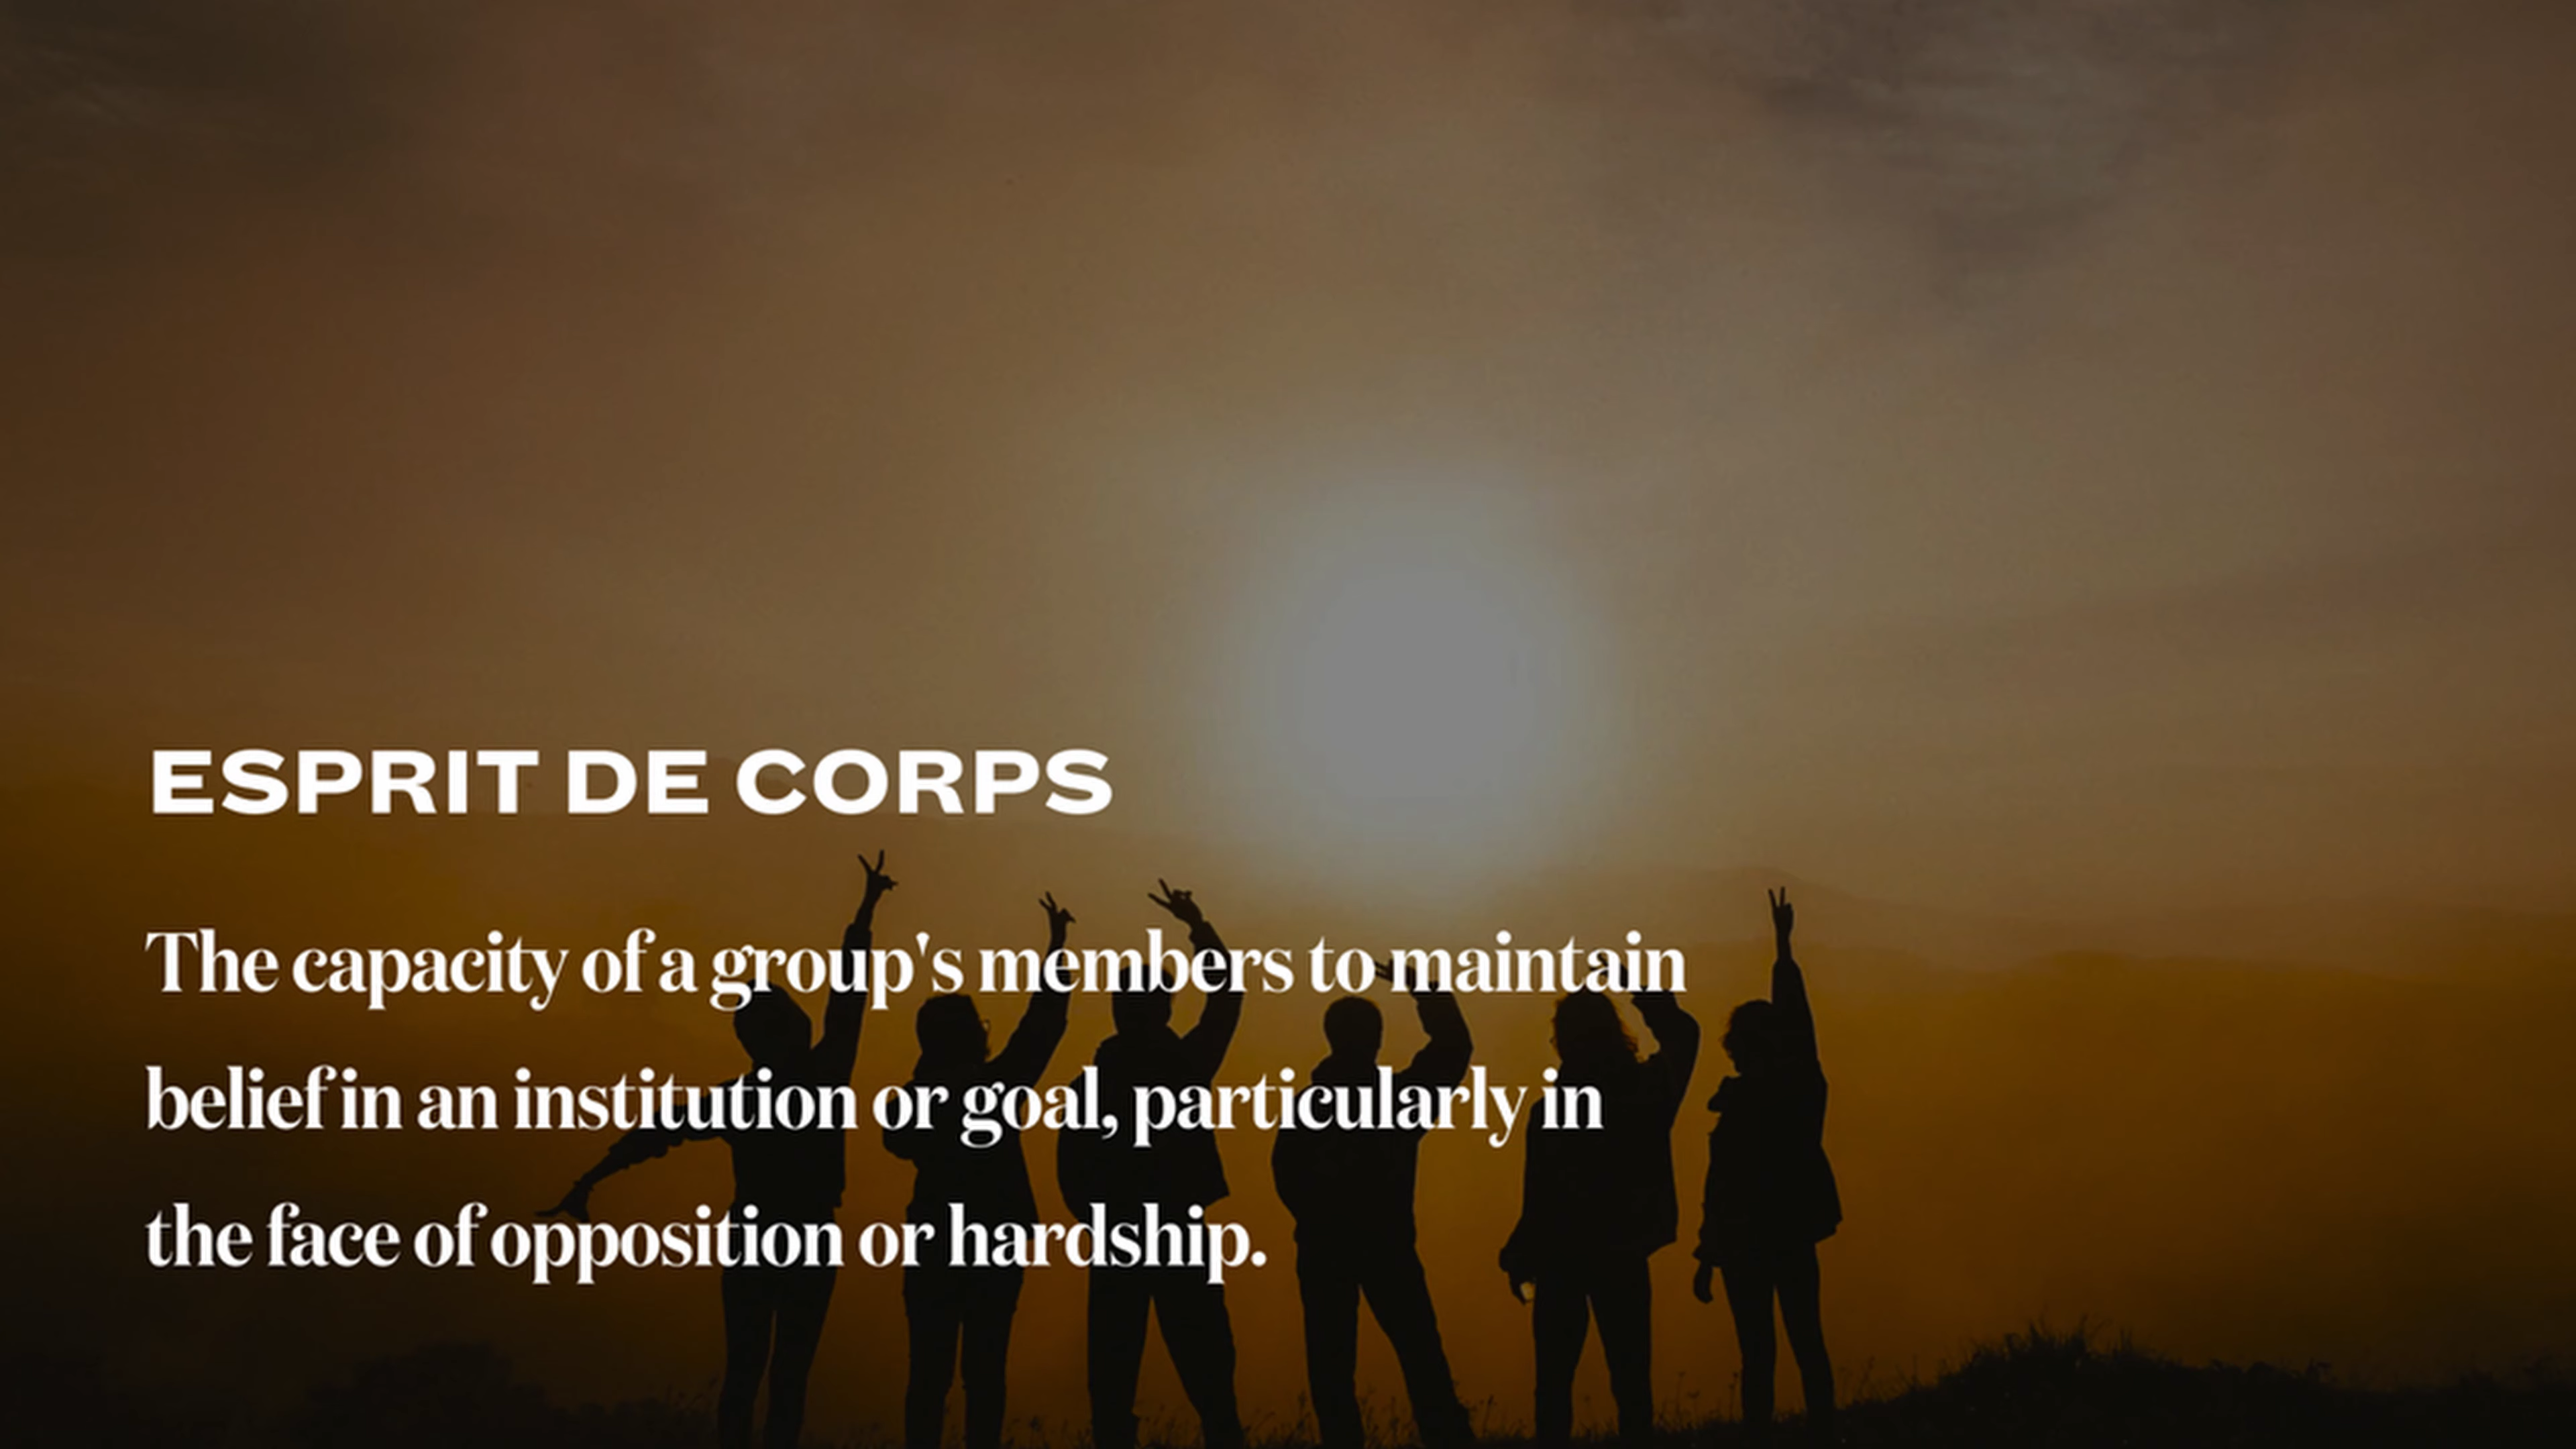 ESPRIT DE CORPS
The capacity of a group's members to maintain
belief in an institution or goal, particularly in
the face of opposition or hardship.